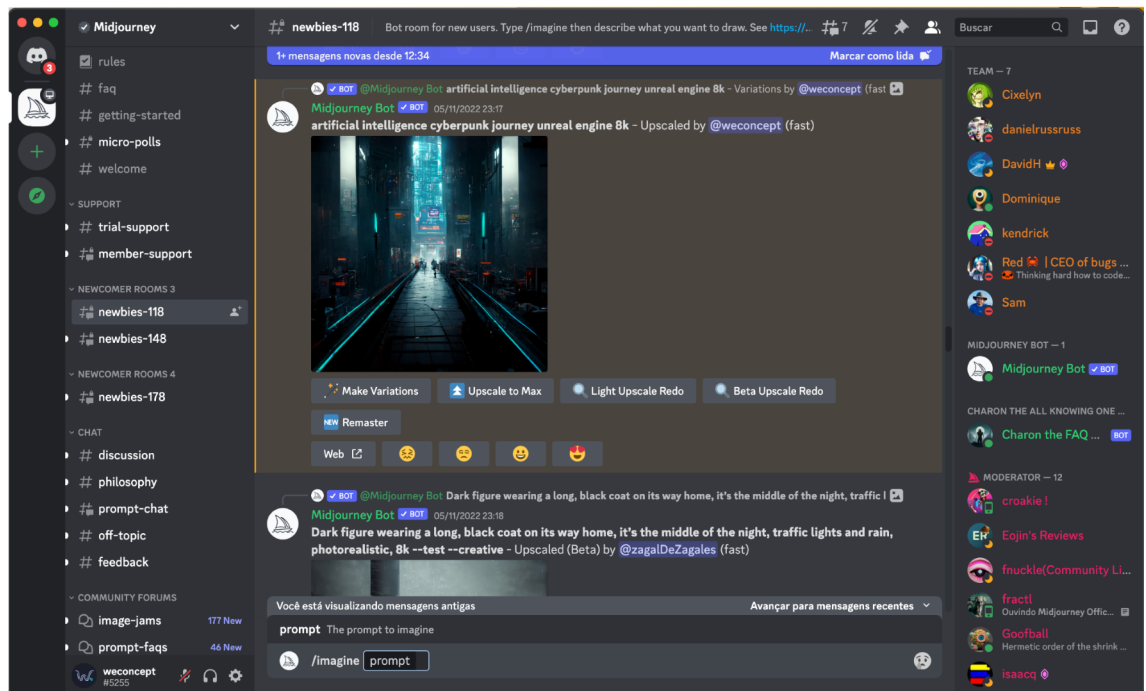 Midjourney
newbies-118
Bot room for new users. Type /imagine then describe what you want to draw. See https://...
7
Buscar
3
rules
faq
getting-started
micro-polls
welcome
SUPPORT
trial-support
member-support
NEWCOMER ROOMS 3
newbies-118
newbies-148
NEWCOMER ROOMS 4
newbies-178
CHAT
discussion
philosophy
prompt-chat
off-topic
feedback
COMMUNITY FORUMS
image-jams 177 New
prompt-faqs 46 New
weconcept
#5255
1+ mensagens novas desde 12:34 Marcar como lida
BOT @Midjourney Bot artificial intelligence cyberpunk journey unreal engine 8k - Variations by @weconcept (fast
Midjourney Bot BOT 05/11/2022 23:17
artificial intelligence cyberpunk journey unreal engine 8k - Upscaled by @weconcept (fast)
Make Variations
Upscale to Max
Light Upscale Redo
Beta Upscale Redo
NEW Remaster
Web
BOT @Midjourney Bot Dark figure wearing a long, black coat on its way home, it's the middle of the night, traffic l
Midjourney Bot BOT 05/11/2022 23:18
Dark figure wearing a long, black coat on its way home, it's the middle of the night, traffic lights and rain,
photorealistic, 8k --test --creative - Upscaled (Beta) by @zagalDeZagales (fast)
Você está visualizando mensagens antigas Avançar para mensagens recentes
prompt The prompt to imagine
/imagine prompt
TEAM — 7
Cixelyn
danielrussruss
DavidH
Dominique
kendrick
Red | CEO of bugs ...
Thinking hard how to code...
Sam
MIDJOURNEY BOT — 1
Midjourney Bot BOT
CHARON THE ALL KNOWING ONE ...
Charon the FAQ ... BOT
MODERATOR — 12
croakie !
Eojin's Reviews
fnuckle(Community Li...
fractl
Ouvindo Midjourney Offic...
Goofball
Hermetic order of the shrink ...
isaacq